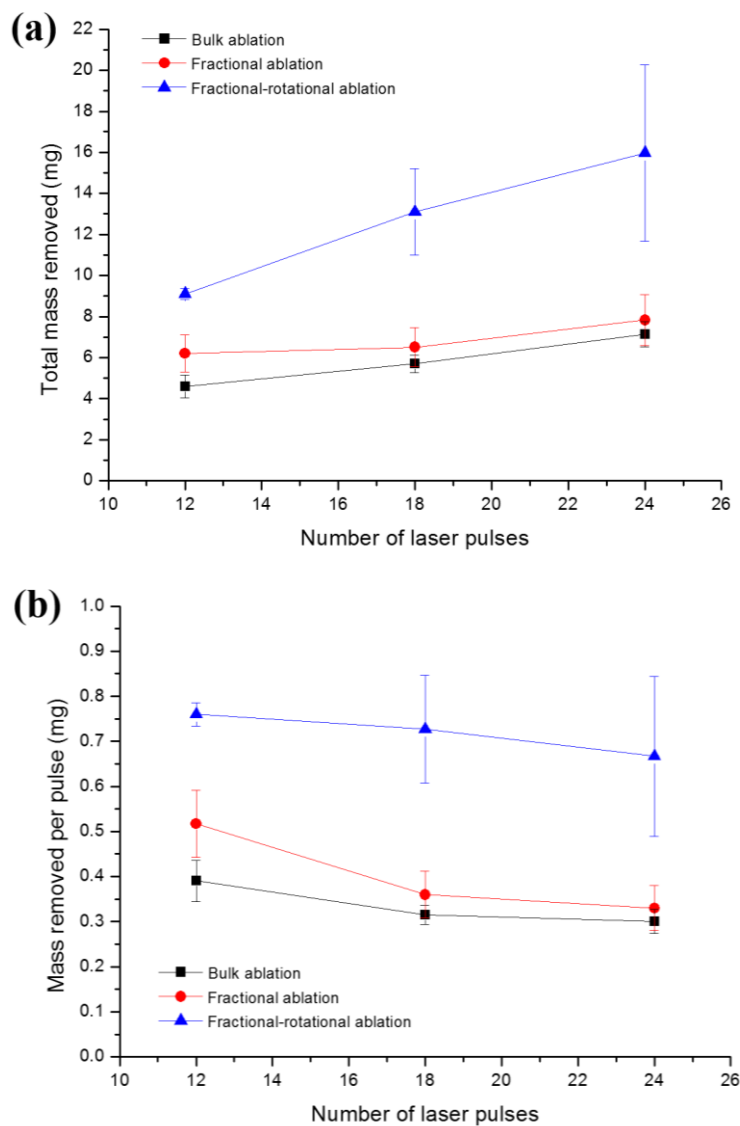 (a)
Bulk ablation
Fractional ablation
Fractional-rotational ablation
22
20
18
16
14
12
10
8
6
4
2
0
Total mass removed (mg)
10 12 14 16 18 20 22 24 26
Number of laser pulses
(b)
1.0
0.9
0.8
0.7
0.6
0.5
0.4
0.3
0.2
0.1
0.0
Mass removed per pulse (mg)
Bulk ablation
Fractional ablation
Fractional-rotational ablation
10 12 14 16 18 20 22 24 26
Number of laser pulses